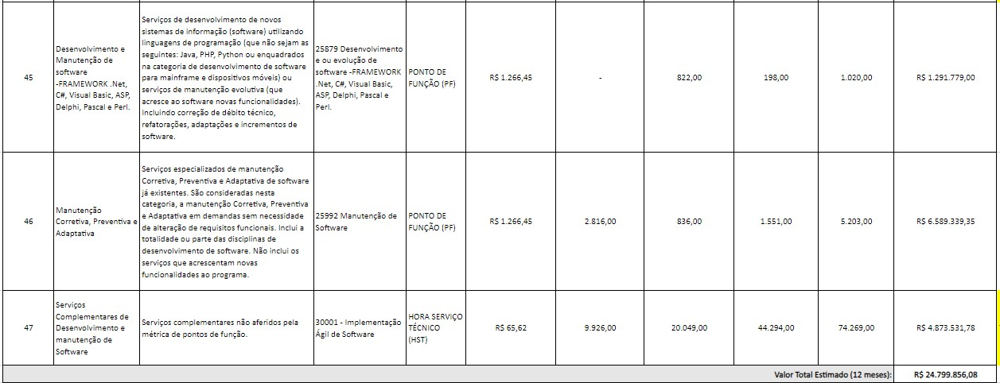 45
Desenvolvimento e
Manutenção de
software
-FRAMEWORK .Net,
C#, Visual Basic, ASP,
Delphi, Pascal e Perl.
Serviços de desenvolvimento de novos
sistemas de informação (software) utilizando
linguagens de programação (que não sejam as
seguintes: Java, PHP, Python ou enquadrados
na categoria de desenvolvimento de software
para mainframe e dispositivos móveis) ou
serviços de manutenção evolutiva (que
acresce ao software novas funcionalidades).
Incluindo correção de débito técnico,
refatorações, adaptações e incrementos de
software.
25879 Desenvolvimento
e ou evolução de
software -FRAMEWORK
.Net, C#, Visual Basic,
ASP, Delphi, Pascal e
Perl.
PONTO DE
FUNÇÃO (PF)
R$ 1.266,45
-
822,00
198,00
1.020,00
R$ 1.291.779,00
46
Manutenção
Corretiva, Preventiva e
Adaptativa
Serviços especializados de manutenção
Corretiva, Preventiva e Adaptativa de software
já existentes. São consideradas nesta
categoria, a manutenção Corretiva, Preventiva
e Adaptativa em demandas sem necessidade
de alteração de requisitos funcionais. Inclui a
totalidade ou parte das disciplinas de
desenvolvimento de software. Não inclui os
serviços que acrescentam novas
funcionalidades ao programa.
25992 Manutenção de
Software
PONTO DE
FUNÇÃO (PF)
R$ 1.266,45
2.816,00
836,00
1.551,00
5.203,00
R$ 6.589.339,35
47
Serviços
Complementares de
Desenvolvimento e
manutenção de
Software
Serviços complementares não aferidos pela
métrica de pontos de função.
30001 - Implementação
Ágil de Software
HORA SERVIÇO
TÉCNICO
(HST)
R$ 65,62
9.926,00
20.049,00
44.294,00
74.269,00
R$ 4.873.531,78
Valor Total Estimado (12 meses):
R$ 24.799.856,08